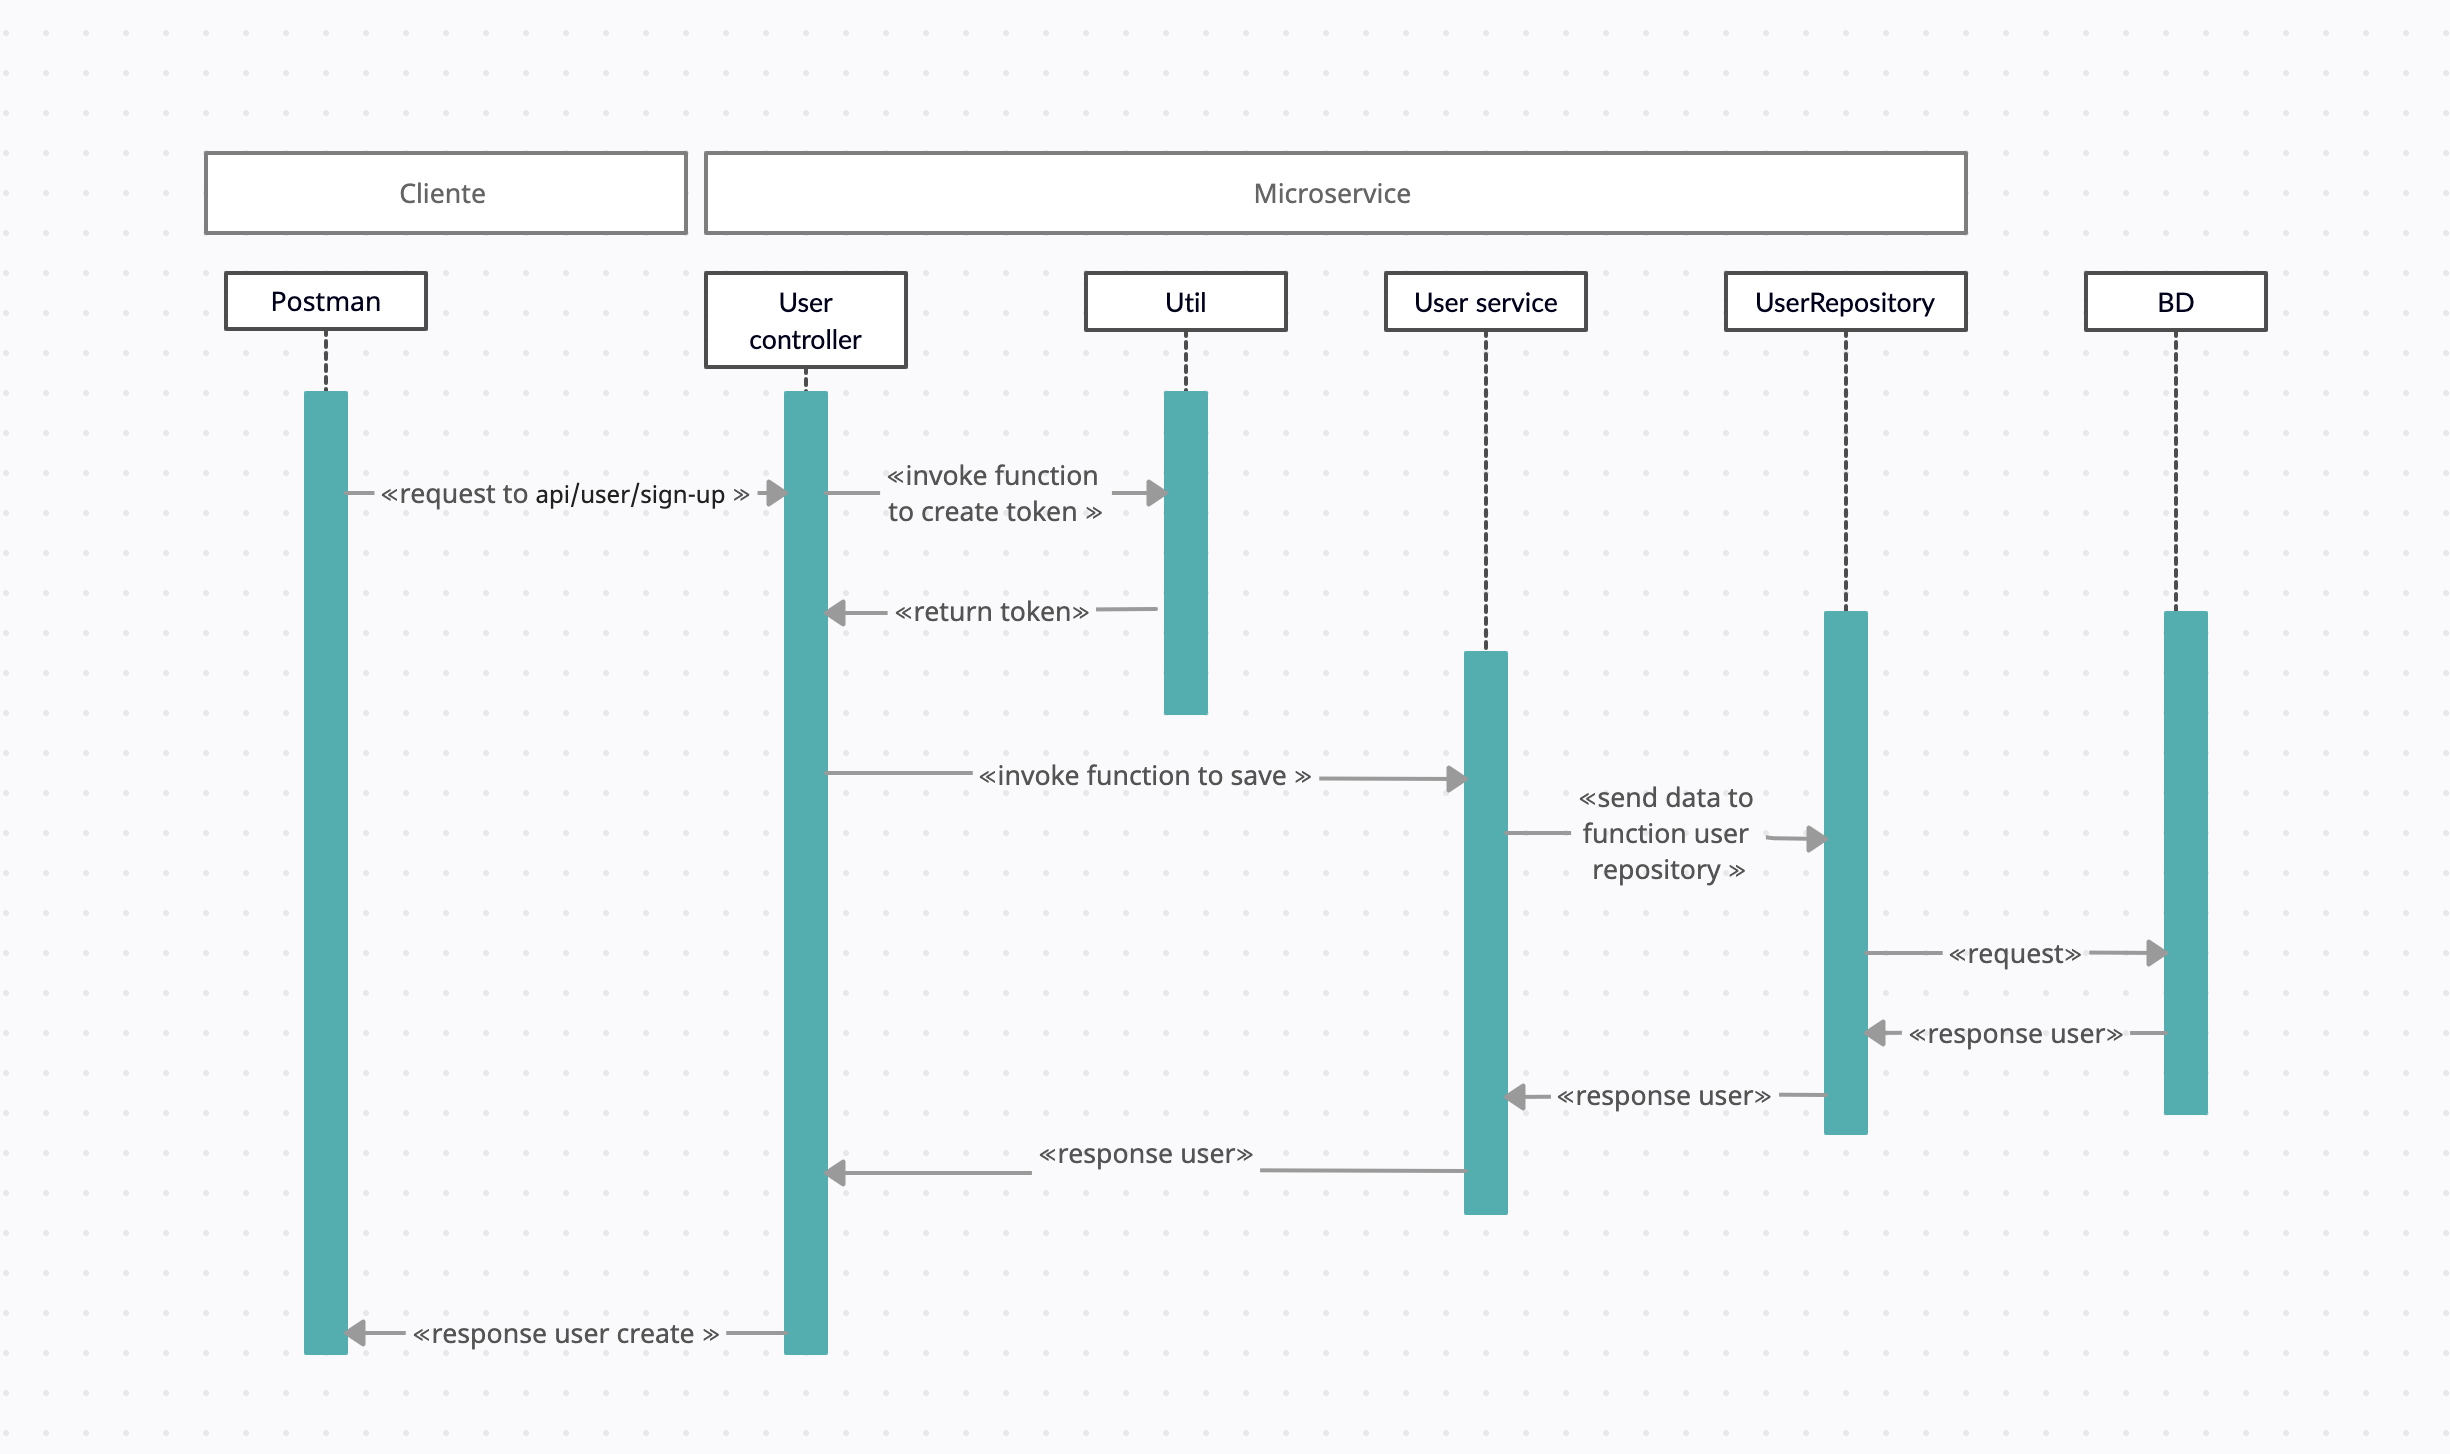 Cliente
Microservice
Postman
User
controller
Util
User service
UserRepository
BD
«request to api/user/sign-up »
«invoke function
to create token »
«return token»
«invoke function to save »
«send data to
function user
repository »
«request»
«response user»
«response user»
«response user»
«response user create »